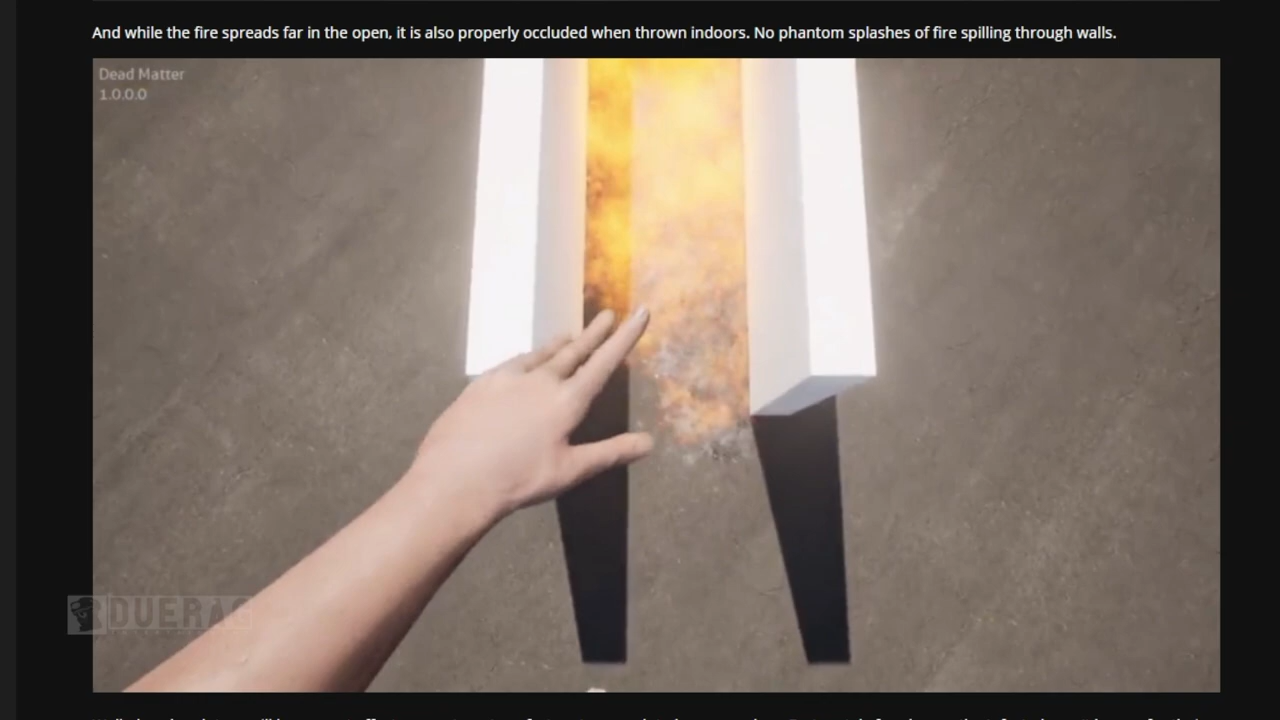 And while the fire spreads far in the open, it is also properly occluded when thrown indoors. No phantom splashes of fire spilling through walls.
Dead Matter
1.0.0.0
DUERAG